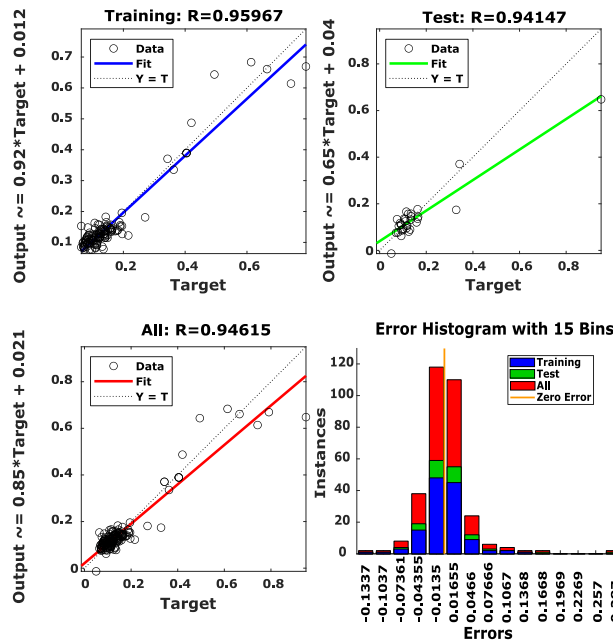 Training: R=0.95967
Output ~= 0.92*Target + 0.012
0.7
0.6
0.5
0.4
0.3
0.2
0.1
Data
Fit
Y = T
0.2 0.4 0.6
Target
Test: R=0.94147
Output ~= 0.65*Target + 0.04
0.8
0.6
0.4
0.2
0
Data
Fit
Y = T
0 0.2 0.4 0.6 0.8
Target
All: R=0.94615
Output ~= 0.85*Target + 0.021
0.8
0.6
0.4
0.2
0
Data
Fit
Y = T
0 0.2 0.4 0.6 0.8
Target
Error Histogram with 15 Bins
Instances
120
100
80
60
40
20
0
Training
Test
All
Zero Error
-0.1337
-0.1037
-0.07361
-0.04355
-0.0135
0.01655
0.0466
0.07666
0.1067
0.1368
0.1668
0.1969
0.2269
0.257
Errors